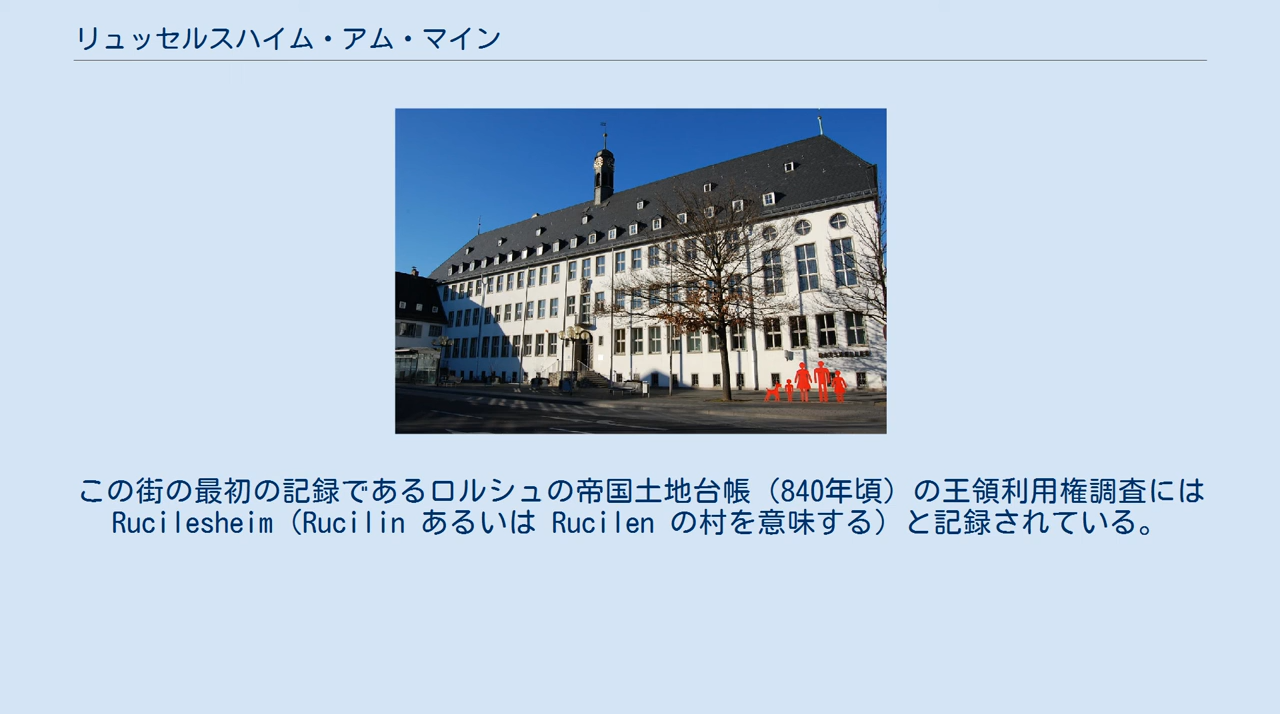 リュッセルスハイム・アム・マイン
この街の最初の記録であるロルシュの帝国土地台帳（840年頃）の王領利用権調査には
Rucilesheim（Rucilin あるいは Rucilen の村を意味する）と記録されている。